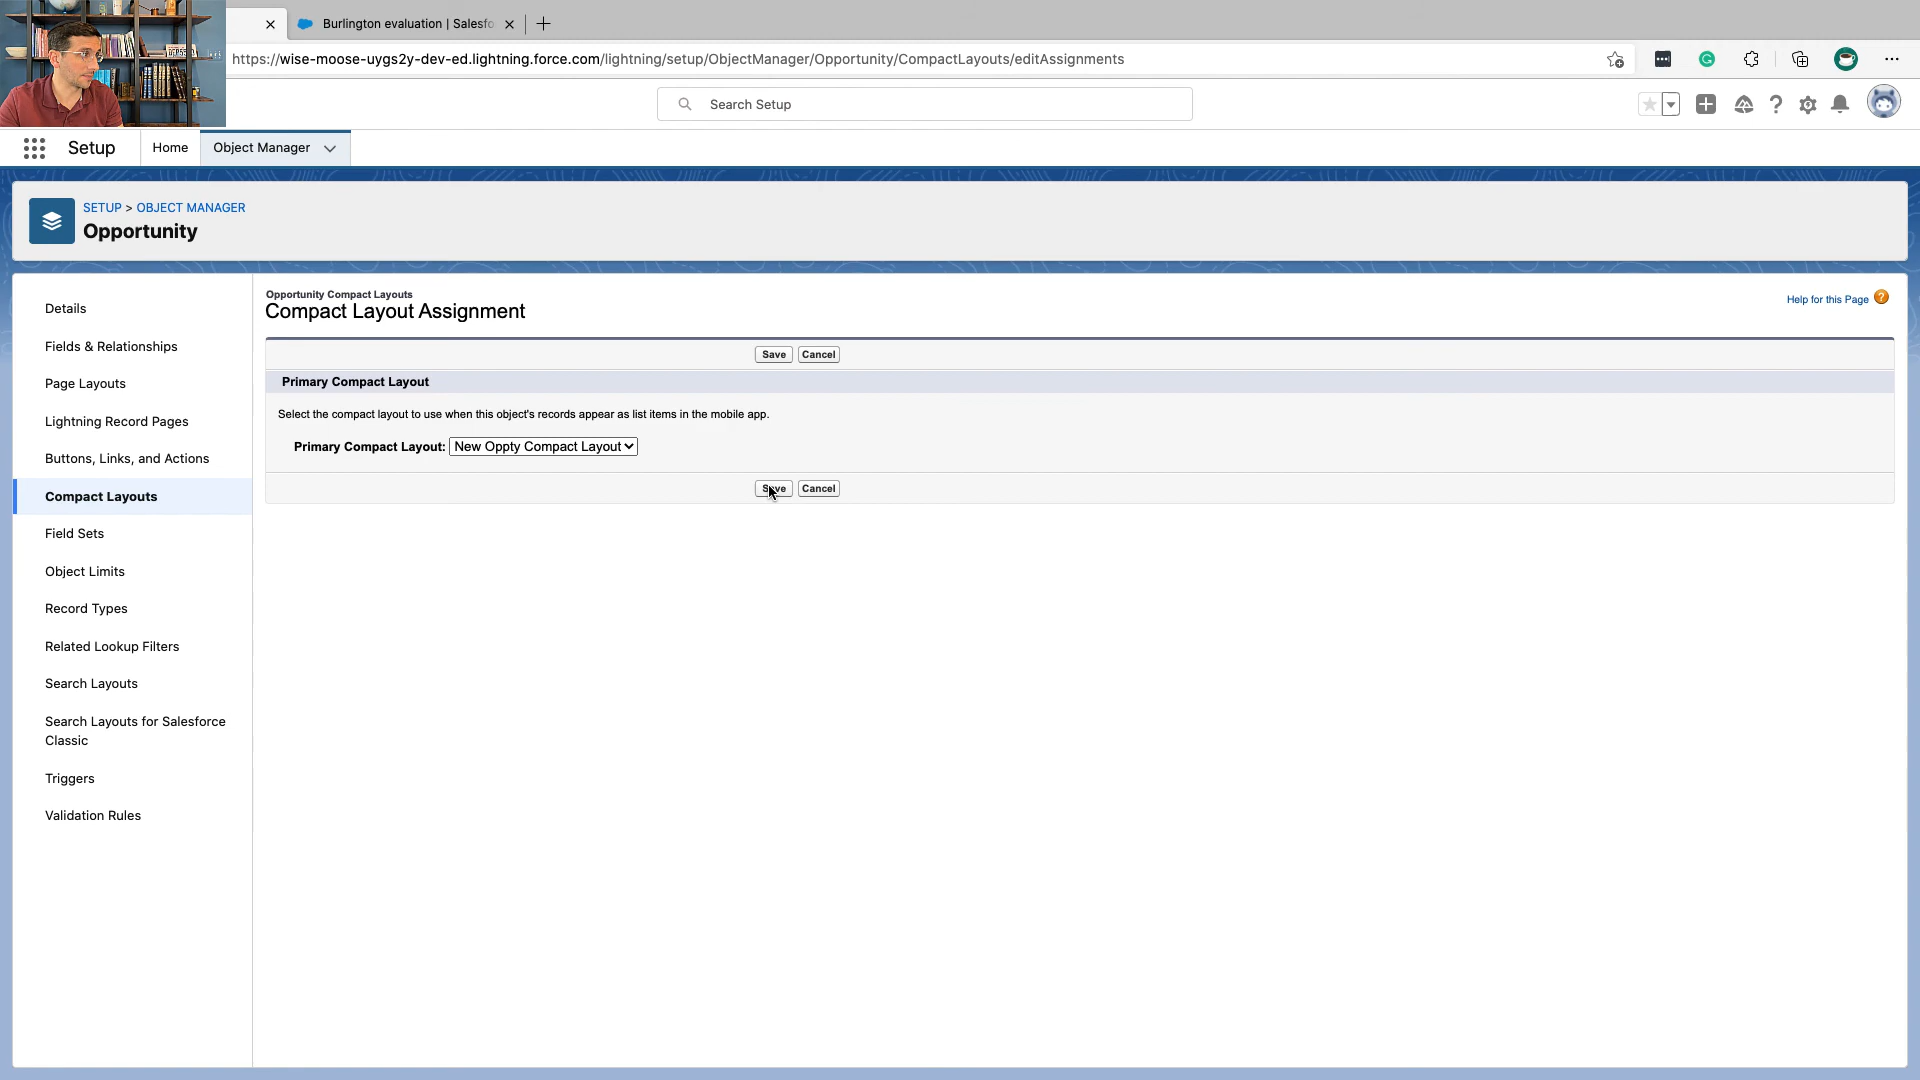 Burlington evaluation | Salesfo
https://wise-moose-uygs2y-dev-ed.lightning.force.com/lightning/setup/ObjectManager/Opportunity/CompactLayouts/editAssignments
Search Setup
Setup
Home
Object Manager
SETUP > OBJECT MANAGER
Opportunity
Details
Fields & Relationships
Page Layouts
Lightning Record Pages
Buttons, Links, and Actions
Compact Layouts
Field Sets
Object Limits
Record Types
Related Lookup Filters
Search Layouts
Search Layouts for Salesforce
Classic
Triggers
Validation Rules
Opportunity Compact Layouts
Compact Layout Assignment
Help for this Page ?
Save Cancel
Primary Compact Layout
Select the compact layout to use when this object's records appear as list items in the mobile app.
Primary Compact Layout: New Oppty Compact Layout
Save Cancel